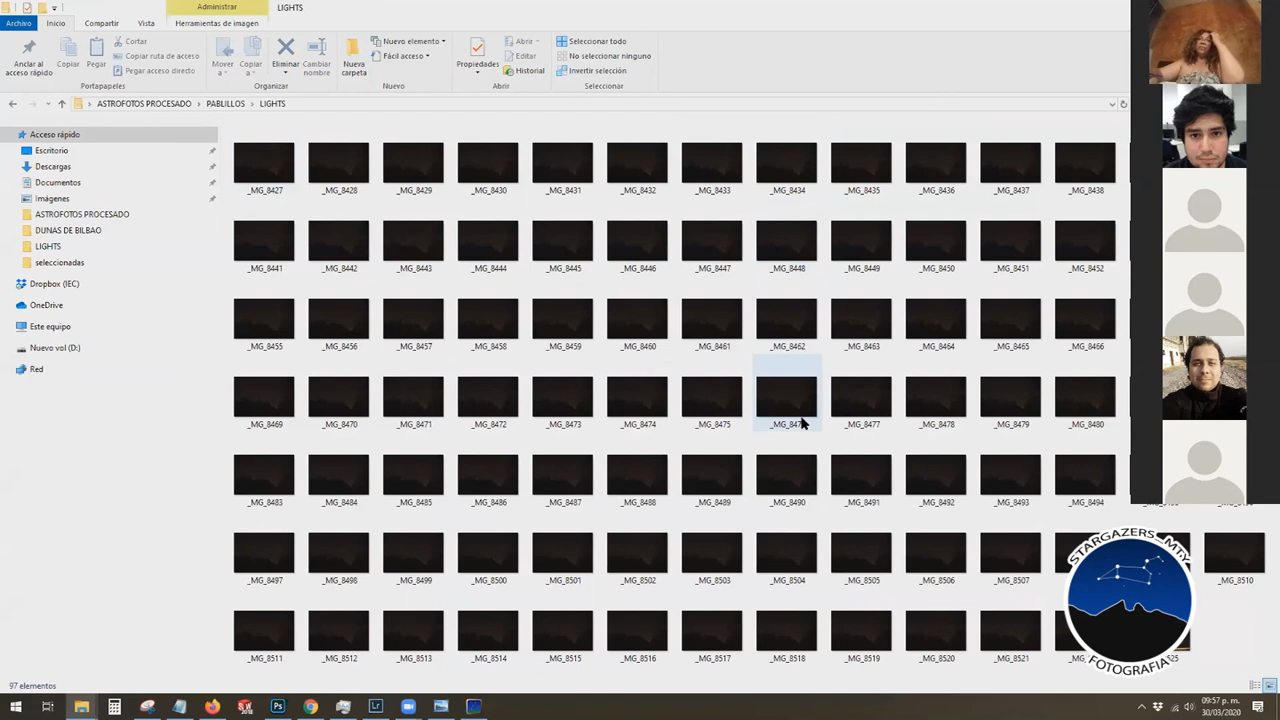 Administrar
LIGHTS
Archivo
Inicio
Compartir
Vista
Herramientas de imagen
Anclar al
acceso rápido
Copiar
Pegar
Cortar
Copiar ruta de acceso
Pegar acceso directo
Portapapeles
Mover
a
Copiar
a
Eliminar
Cambiar
nombre
Organizar
Nueva
carpeta
Nuevo elemento
Fácil acceso
Nuevo
Propiedades
Abrir
Editar
Historial
Abrir
Seleccionar todo
No seleccionar ninguno
Invertir selección
Seleccionar
ASTROFOTOS PROCESADO > PABLILLOS > LIGHTS
Acceso rápido
Escritorio
Descargas
Documentos
Imágenes
ASTROFOTOS PROCESADO
DUNAS DE BILBAO
LIGHTS
seleccionadas
Dropbox (IEC)
OneDrive
Este equipo
Nuevo vol (D:)
Red
_MG_8427 _MG_8428 _MG_8429 _MG_8430 _MG_8431 _MG_8432 _MG_8433 _MG_8434 _MG_8435 _MG_8436 _MG_8437 _MG_8438
_MG_8441 _MG_8442 _MG_8443 _MG_8444 _MG_8445 _MG_8446 _MG_8447 _MG_8448 _MG_8449 _MG_8450 _MG_8451 _MG_8452
_MG_8455 _MG_8456 _MG_8457 _MG_8458 _MG_8459 _MG_8460 _MG_8461 _MG_8462 _MG_8463 _MG_8464 _MG_8465 _MG_8466
_MG_8469 _MG_8470 _MG_8471 _MG_8472 _MG_8473 _MG_8474 _MG_8475 _MG_847 _MG_8477 _MG_8478 _MG_8479 _MG_8480
_MG_8483 _MG_8484 _MG_8485 _MG_8486 _MG_8487 _MG_8488 _MG_8489 _MG_8490 _MG_8491 _MG_8492 _MG_8493 _MG_8494
_MG_8497 _MG_8498 _MG_8499 _MG_8500 _MG_8501 _MG_8502 _MG_8503 _MG_8504 _MG_8505 _MG_8506 _MG_8507 _MG_8510
_MG_8511 _MG_8512 _MG_8513 _MG_8514 _MG_8515 _MG_8516 _MG_8517 _MG_8518 _MG_8519 _MG_8520 _MG_8521 525
STARGAZERS_MTY
FOTOGRAFIA
97 elementos
09:57 p. m.
30/03/2020